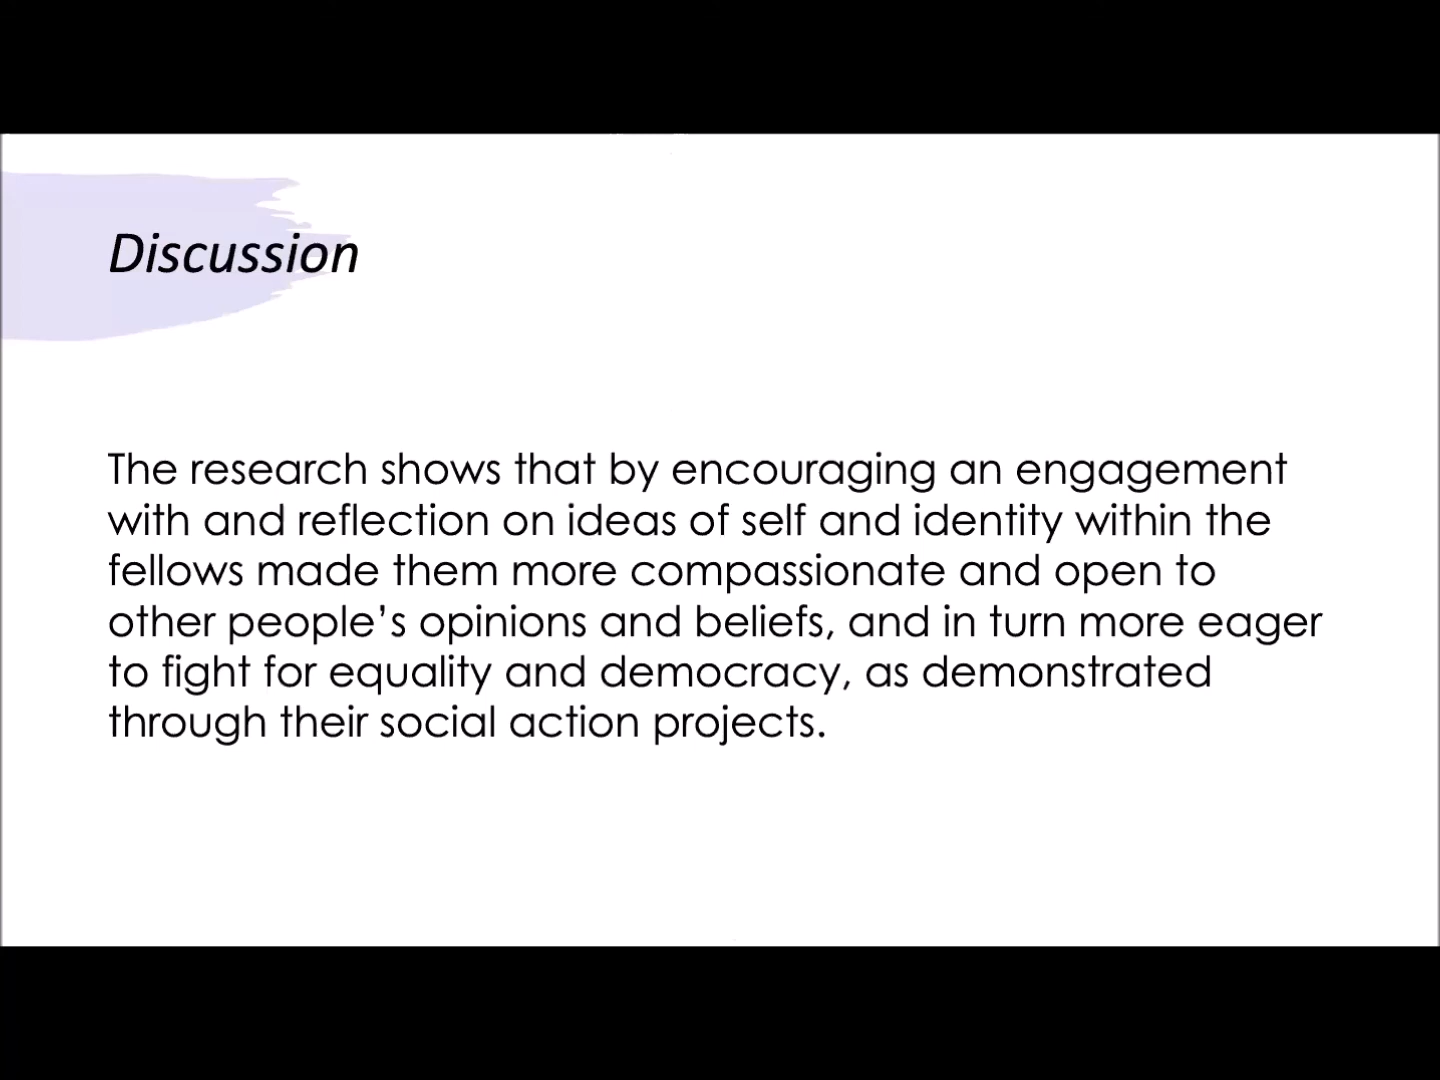 Discussion
The research shows that by encouraging an engagement
with and reflection on ideas of self and identity within the
fellows made them more compassionate and open to
other people’s opinions and beliefs, and in turn more eager
to fight for equality and democracy, as demonstrated
through their social action projects.